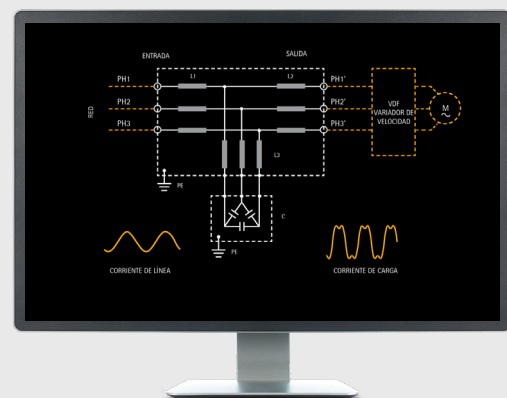 ENTRADA
SALIDA
L1
L2
PH1
PH1'
PH2
PH2'
PH3
PH3'
RED
VDF
VARIADOR DE
VELOCIDAD
M
L3
PE
C
PE
CORRIENTE DE LÍNEA
CORRIENTE DE CARGA